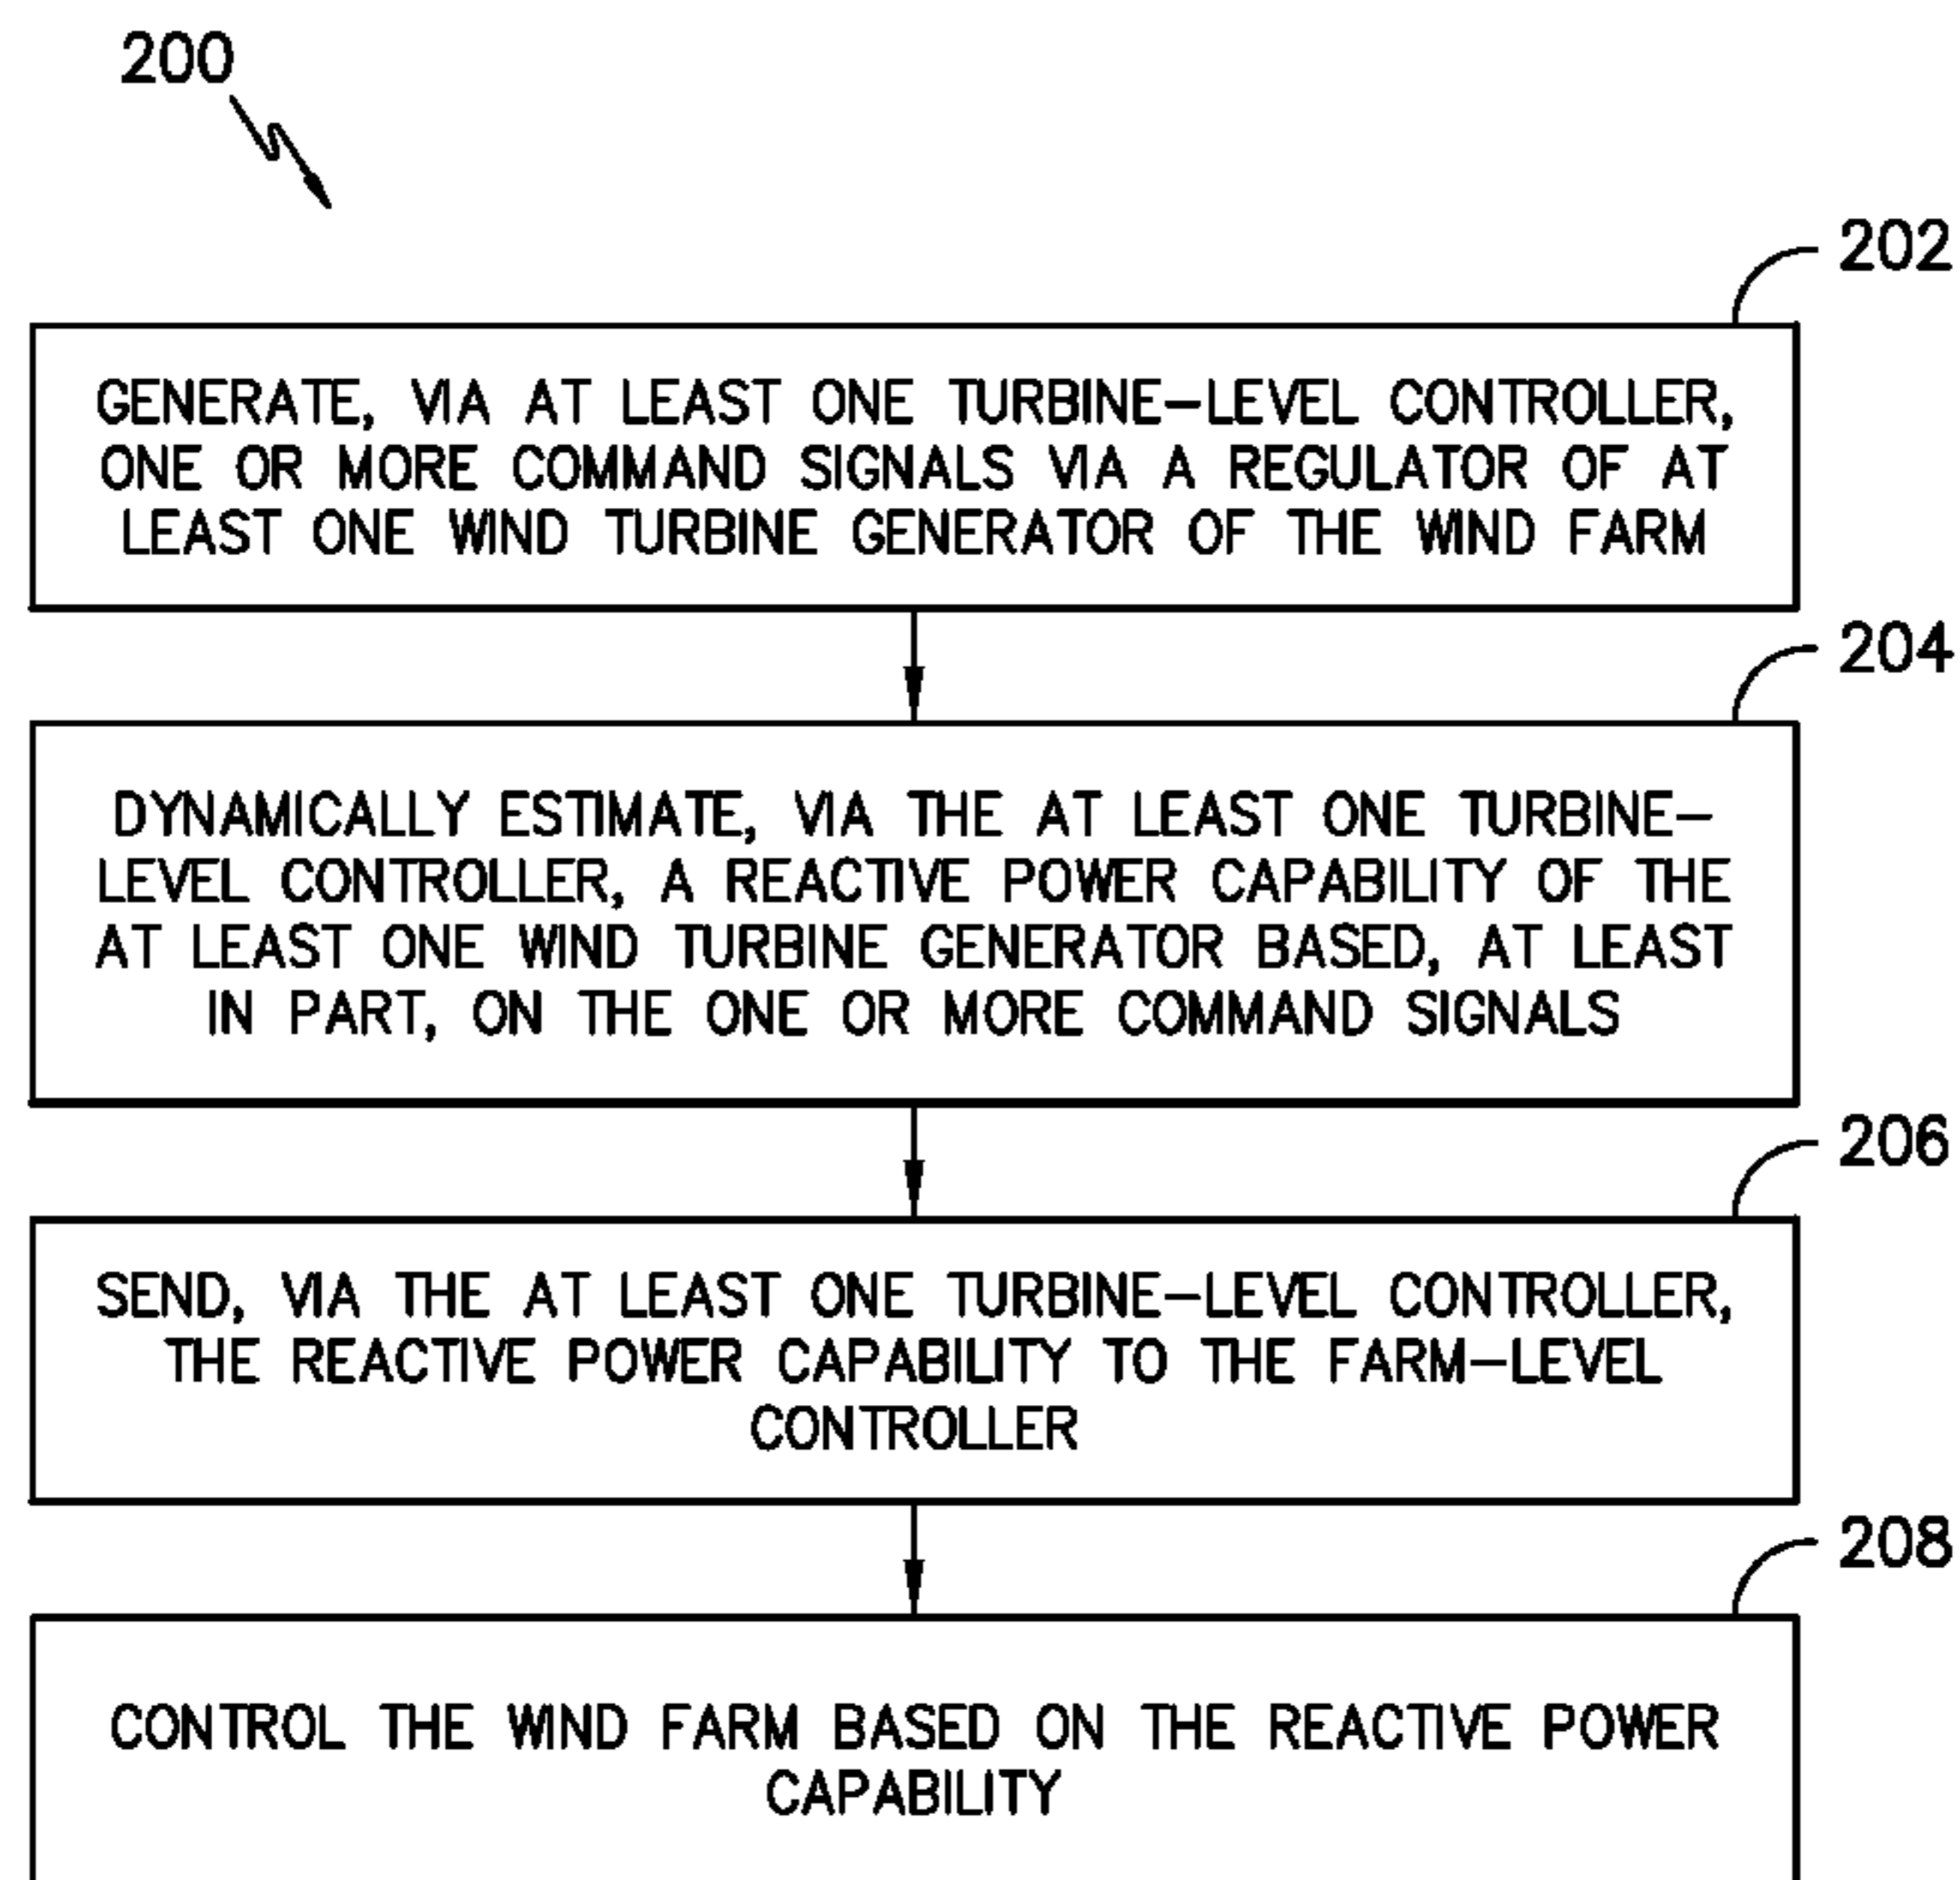 200
202
GENERATE, VIA AT LEAST ONE TURBINE-LEVEL CONTROLLER,
ONE OR MORE COMMAND SIGNALS VIA A REGULATOR OF AT
LEAST ONE WIND TURBINE GENERATOR OF THE WIND FARM
204
DYNAMICALLY ESTIMATE, VIA THE AT LEAST ONE TURBINE-
LEVEL CONTROLLER, A REACTIVE POWER CAPABILITY OF THE
AT LEAST ONE WIND TURBINE GENERATOR BASED, AT LEAST
IN PART, ON THE ONE OR MORE COMMAND SIGNALS
206
SEND, VIA THE AT LEAST ONE TURBINE-LEVEL CONTROLLER,
THE REACTIVE POWER CAPABILITY TO THE FARM-LEVEL
CONTROLLER
208
CONTROL THE WIND FARM BASED ON THE REACTIVE POWER
CAPABILITY